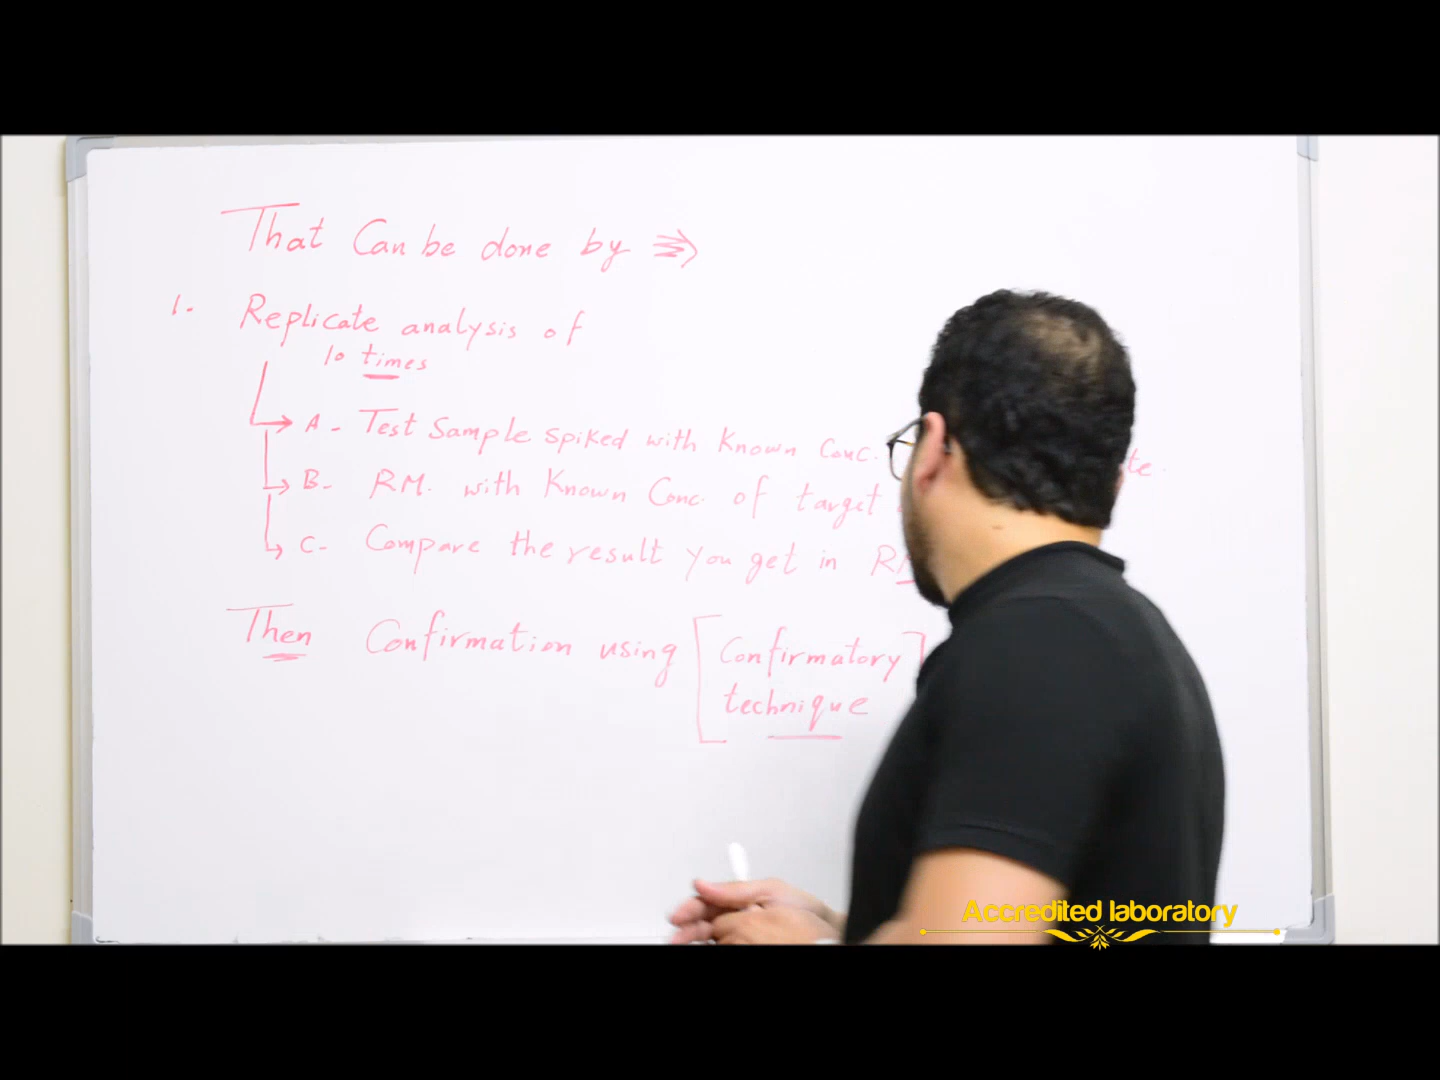 That Can be done by ⇒
1. Replicate analysis of
10 times
A- Test Sample spiked with Known Conc.
B- RM. with Known Conc. of target
C- Compare the result you get in RM
Then Confirmation using [Confirmatory]
technique
Accredited laboratory